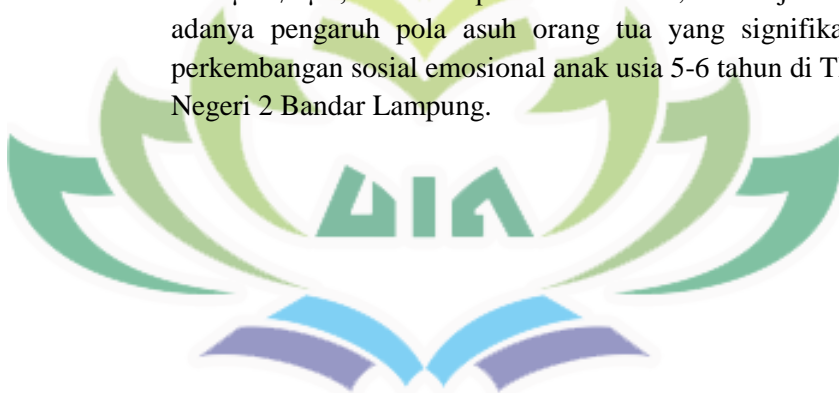 adanya pengaruh pola asuh orang tua yang
perkembangan sosial emosional anak usia 5-6 tahun di
Negeri 2 Bandar Lampung.
UIN